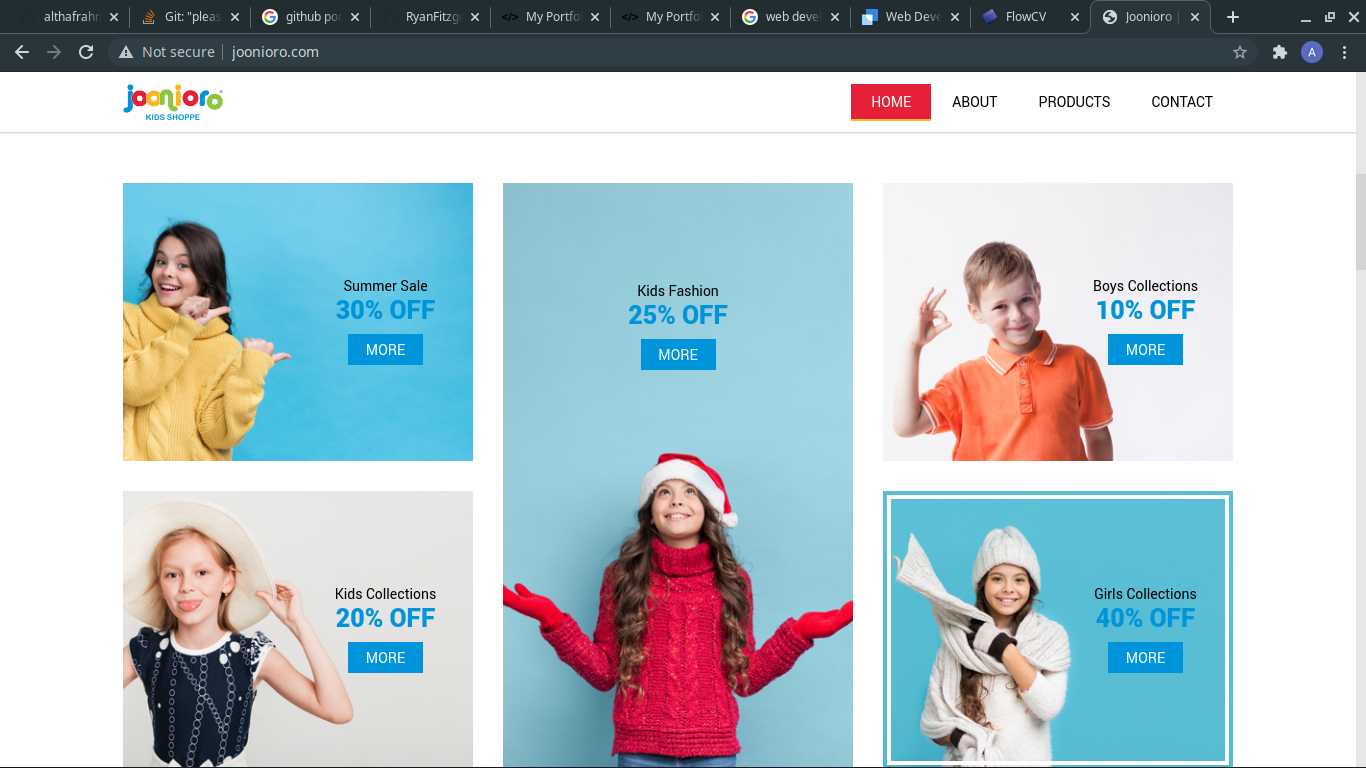 althafrahn
Git: "pleas
github por
RyanFitzge
My Portfo
My Portfo
web devel
Web Deve
FlowCV
Joonioro |
Not secure | joonioro.com
A
joonioro
KIDS SHOPPE
HOME ABOUT PRODUCTS CONTACT
Summer Sale
30% OFF
MORE
Kids Fashion
25% OFF
MORE
Boys Collections
10% OFF
MORE
Kids Collections
20% OFF
MORE
Girls Collections
40% OFF
MORE